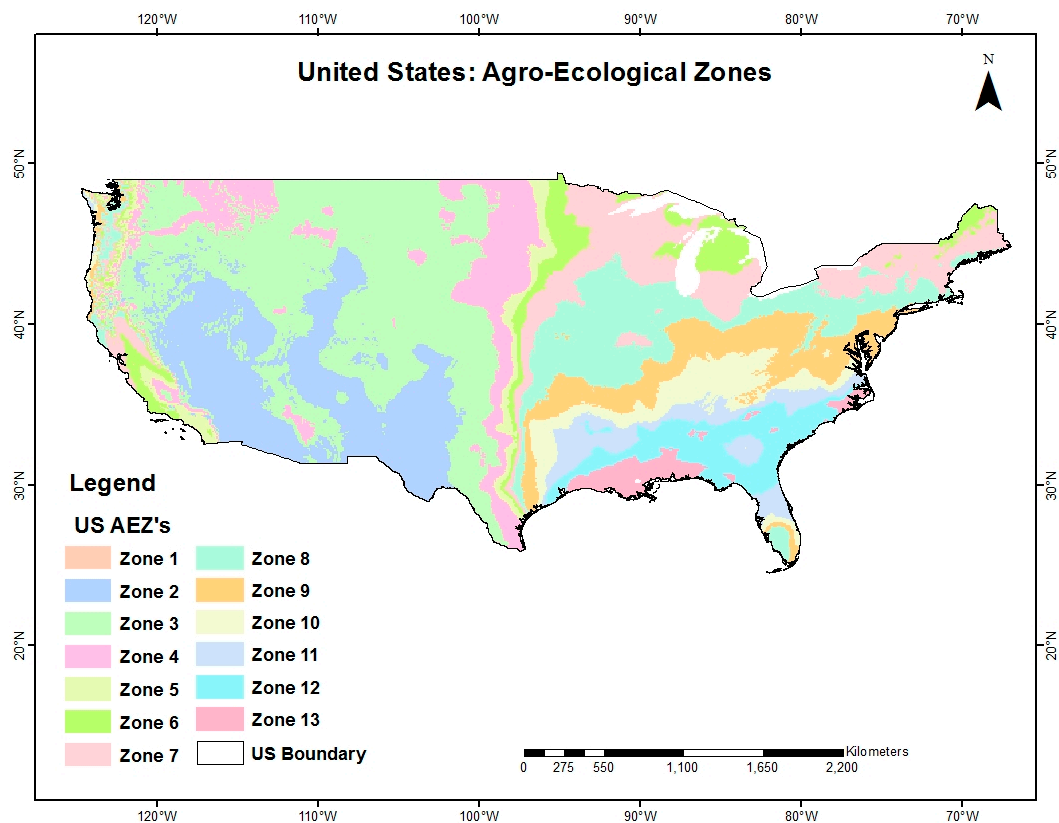 120°W 110°W 100°W 90°W 80°W 70°W
United States: Agro-Ecological Zones
N
50°N 50°N
40°N 40°N
30°N 30°N
20°N 20°N
Legend
US AEZ's
Zone 1
Zone 2
Zone 3
Zone 4
Zone 5
Zone 6
Zone 7
Zone 8
Zone 9
Zone 10
Zone 11
Zone 12
Zone 13
US Boundary
Kilometers
0 275 550 1,100 1,650 2,200
120°W 110°W 100°W 90°W 80°W 70°W